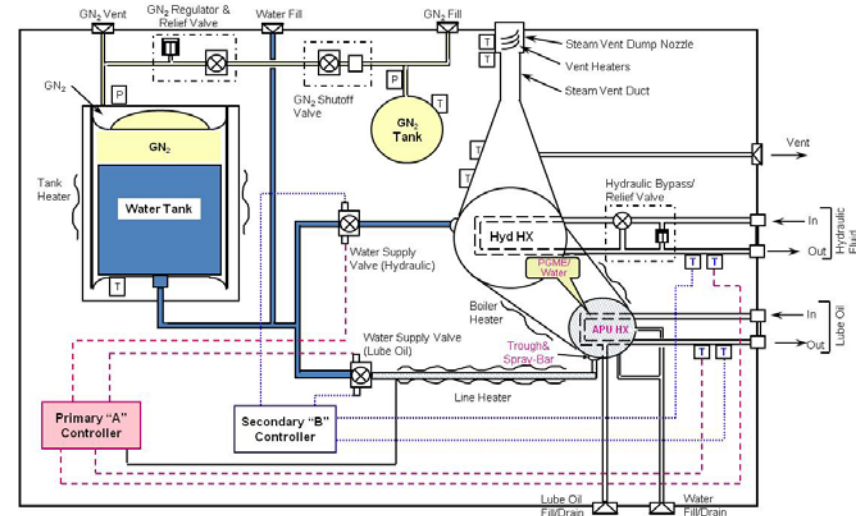 GN₂ Vent
GN₂ Regulator &
Relief Valve
Water Fill
GN₂ Fill
T
T
Steam Vent Dump Nozzle
Vent Heaters
Steam Vent Duct
GN₂
P
GN₂ Shutoff
Valve
P
T
GN₂
Tank
GN₂
T
T
Vent
Tank
Heater
Water Tank
Hydraulic Bypass/
Relief Valve
Hyd HX
In
Out
Hydraulic
Fluid
Water Supply
Valve (Hydraulic)
PGME/
Water
T
T
T
Boiler
Heater
APU HX
In
Out
Lube Oil
Water Supply Valve
(Lube Oil)
Trough&
Spray-Bar
T
T
Line Heater
Primary "A"
Controller
Secondary "B"
Controller
Lube Oil
Fill/Drain
Water
Fill/Drain